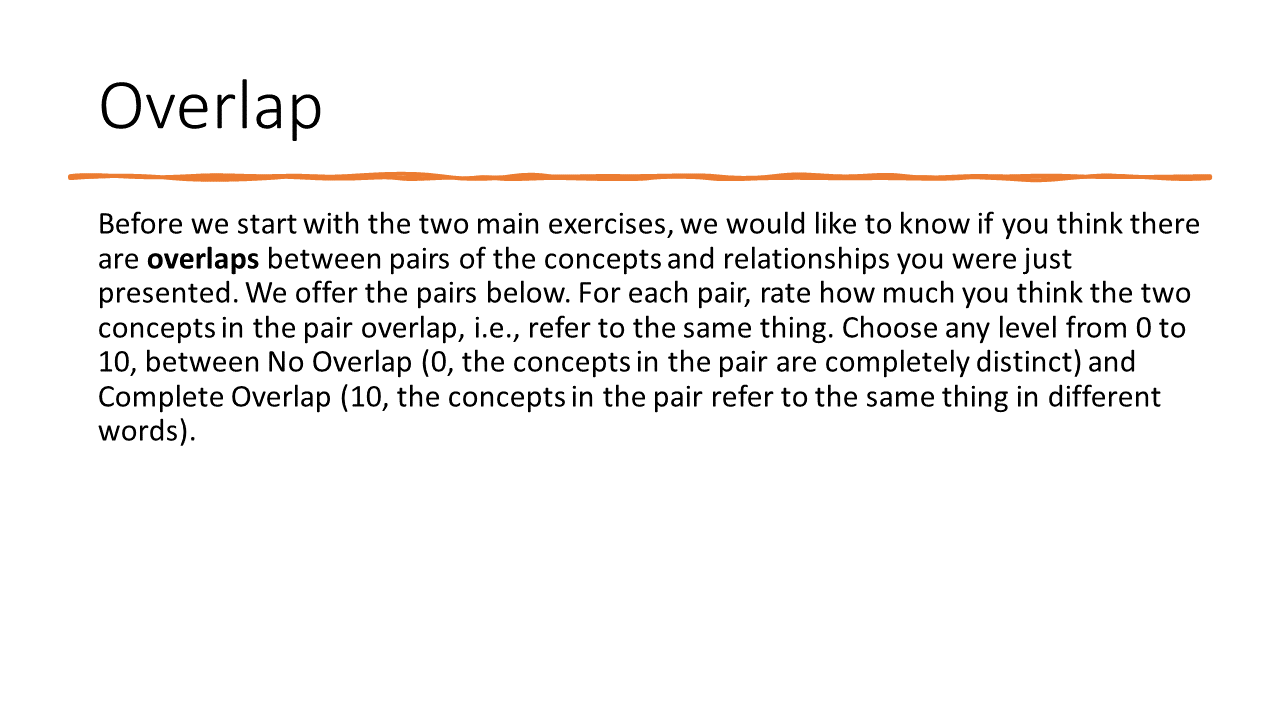 Overlap
Before we start with the two main exercises, we would like to know if you think there
are overlaps between pairs of the concepts and relationships you were just
presented. We offer the pairs below. For each pair, rate how much you think the two
concepts in the pair overlap, i.e., refer to the same thing. Choose any level from 0 to
10, between No Overlap (0, the concepts in the pair are completely distinct) and
Complete Overlap (10, the concepts in the pair refer to the same thing in different
words).